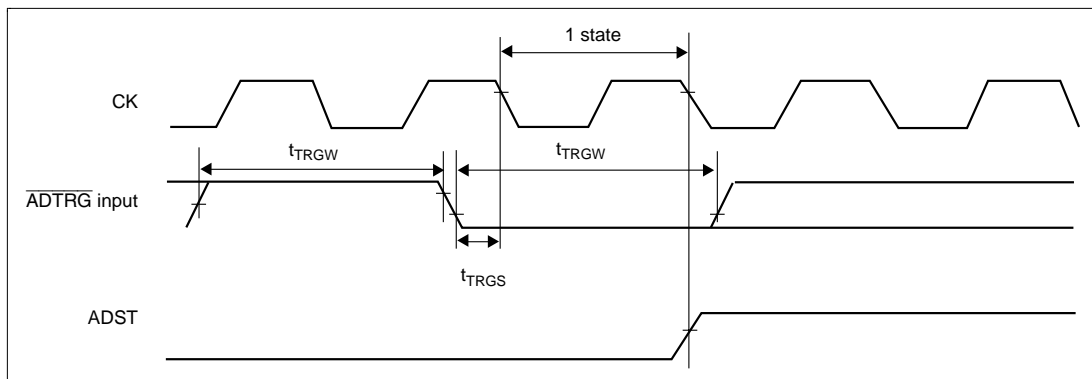 1 state
CK
tTRGW
tTRGW
ADTRG input
tTRGS
ADST